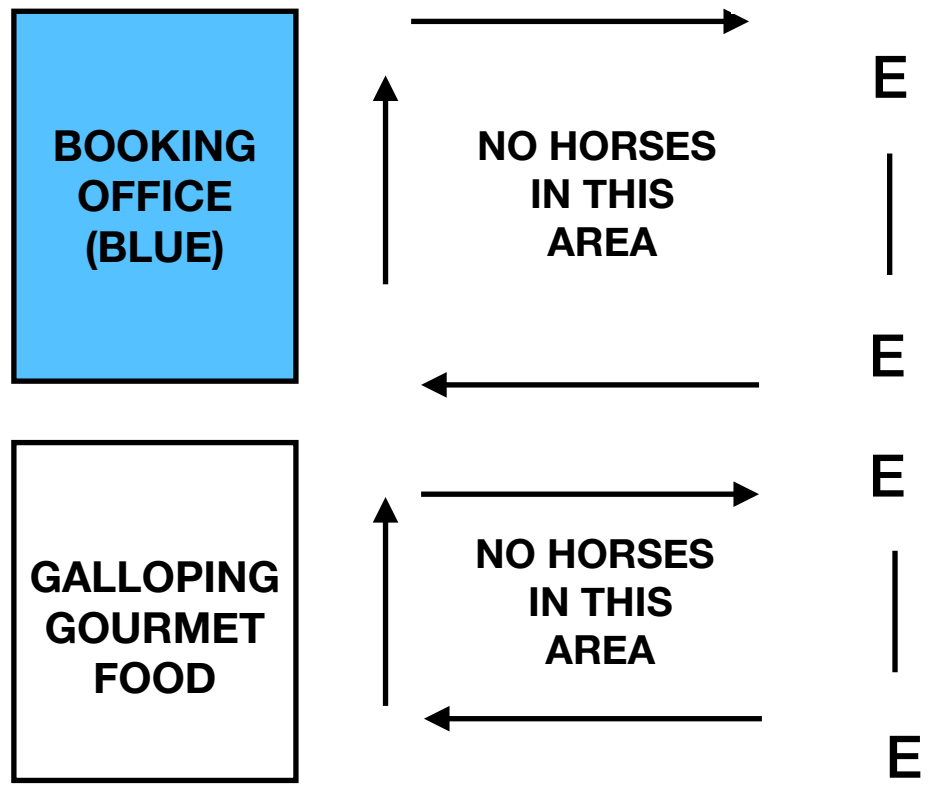 BOOKING
OFFICE
(BLUE)
NO HORSES
IN THIS
AREA
E
E
GALLOPING
GOURMET
FOOD
NO HORSES
IN THIS
AREA
E
E